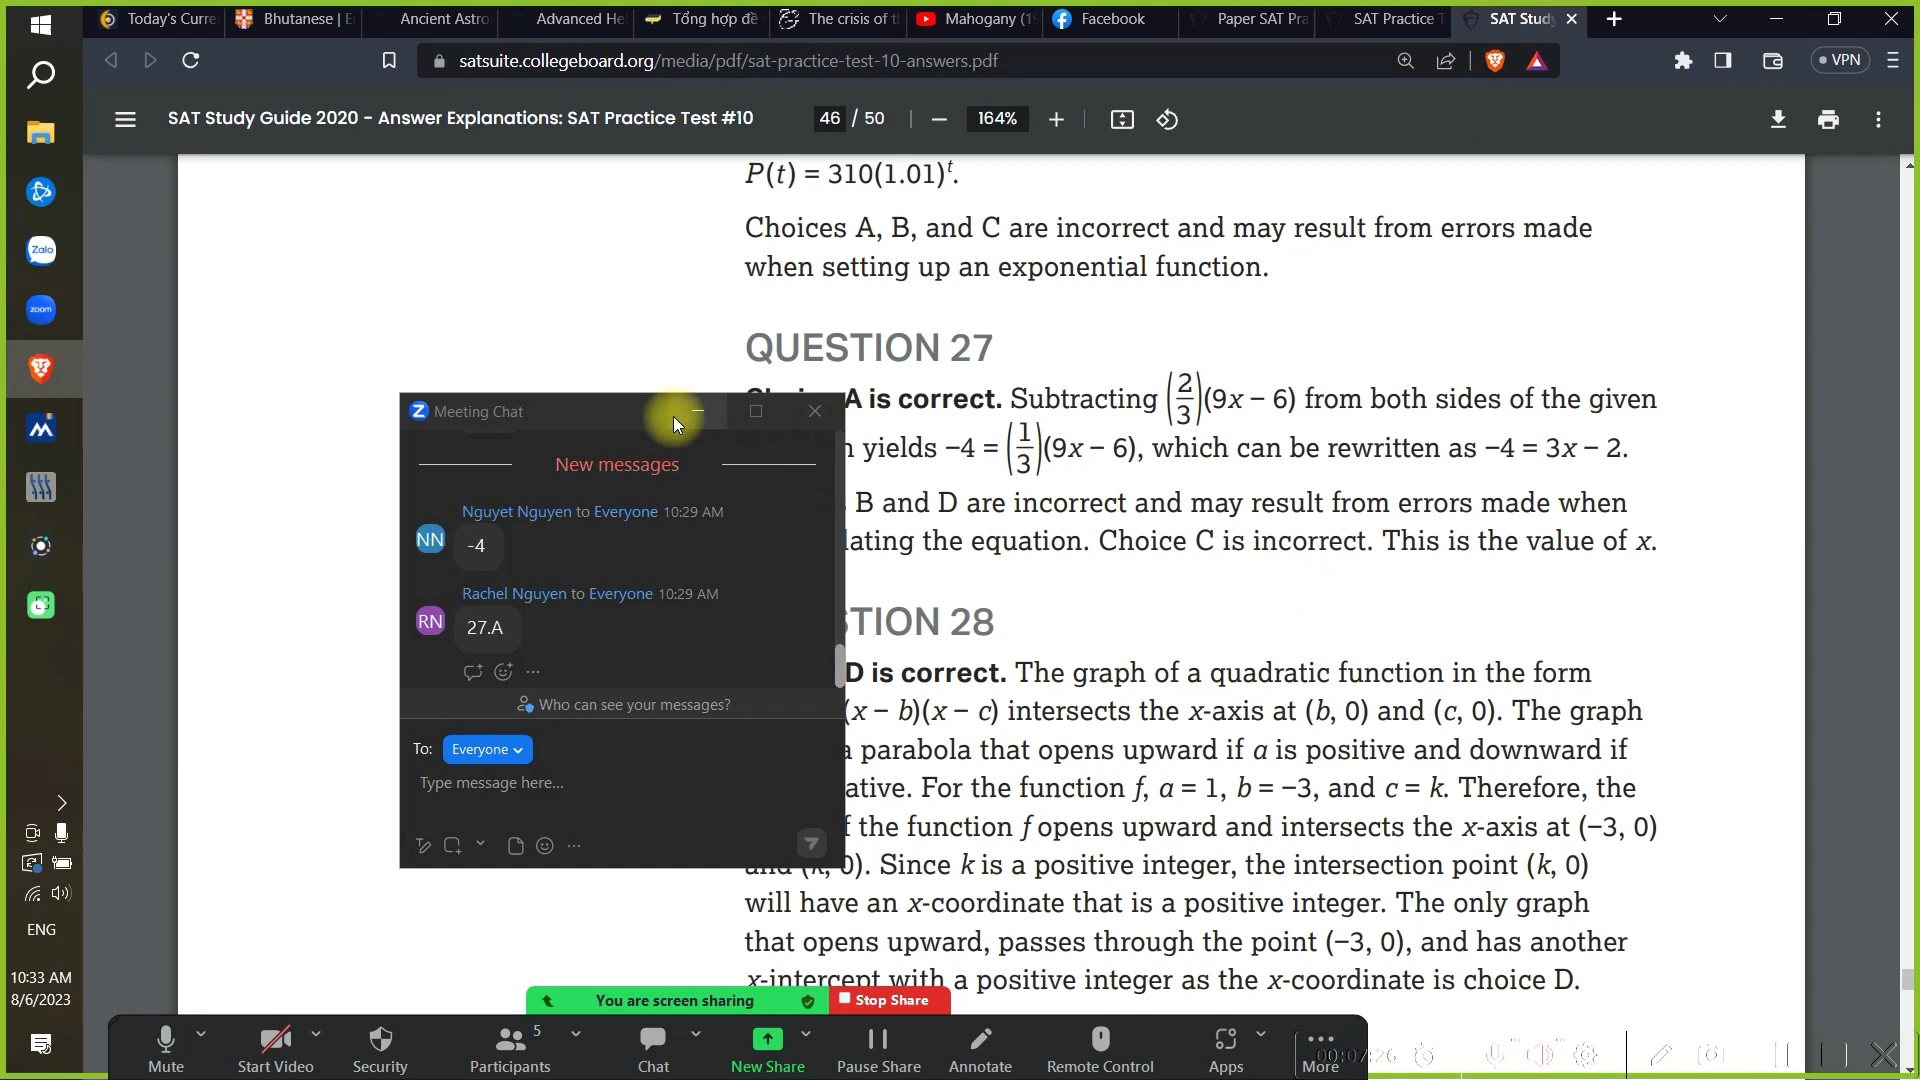 Today's Curre
Bhutanese | E
Ancient Astro
Advanced He
Tổng hợp đề
The crisis of t
Mahogany (1
Facebook
Paper SAT Pra
SAT Practice T
SAT Stud
satsuite.collegeboard.org/media/pdf/sat-practice-test-10-answers.pdf
VPN
SAT Study Guide 2020 - Answer Explanations: SAT Practice Test #10
46 / 50
164%
P(t) = 310(1.01)^t.
Choices A, B, and C are incorrect and may result from errors made
when setting up an exponential function.
QUESTION 27
A is correct. Subtracting (2/3)(9x − 6) from both sides of the given
n yields −4 = (1/3)(9x − 6), which can be rewritten as −4 = 3x − 2.
B and D are incorrect and may result from errors made when
lating the equation. Choice C is incorrect. This is the value of x.
STION 28
D is correct. The graph of a quadratic function in the form
(x − b)(x − c) intersects the x-axis at (b, 0) and (c, 0). The graph
a parabola that opens upward if a is positive and downward if
ative. For the function f, a = 1, b = −3, and c = k. Therefore, the
f the function f opens upward and intersects the x-axis at (−3, 0)
and (k, 0). Since k is a positive integer, the intersection point (k, 0)
will have an x-coordinate that is a positive integer. The only graph
that opens upward, passes through the point (−3, 0), and has another
x-intercept with a positive integer as the x-coordinate is choice D.
Meeting Chat
New messages
Nguyet Nguyen to Everyone 10:29 AM
NN
-4
Rachel Nguyen to Everyone 10:29 AM
RN
27.A
Who can see your messages?
To: Everyone
Type message here...
Zalo
zoom
ENG
10:33 AM
8/6/2023
You are screen sharing
Stop Share
Mute
Start Video
Security
Participants
5
Chat
New Share
Pause Share
Annotate
Remote Control
Apps
More
00:07:26